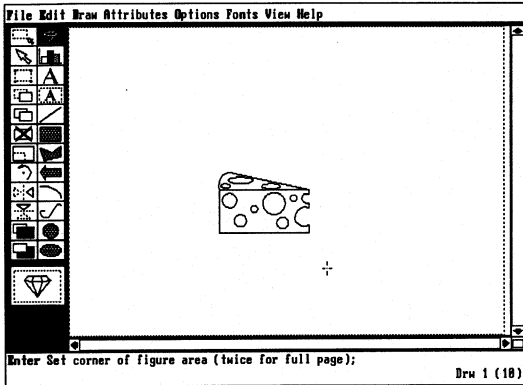 File Edit Draw Attributes Options Fonts View Help
A
A
Enter Set corner of figure area (twice for full page);
Drw 1 (10)